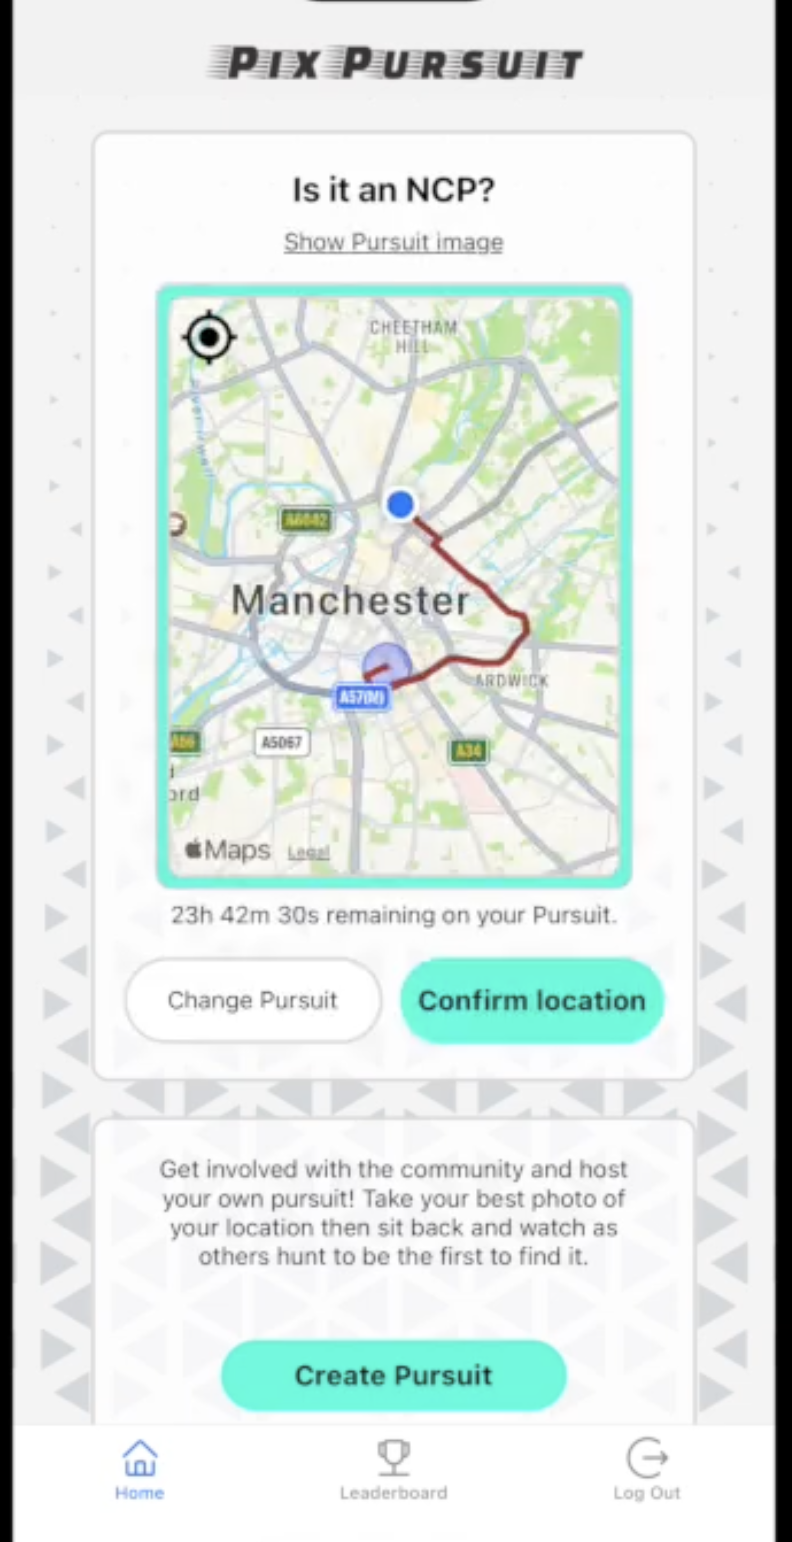 PIX PURSUIT
Is it an NCP?
Show Pursuit image
CHEETHAM
HILL
A6042
Manchester
ARDWICK
A57(M)
A56
A5067
A34
ord
Maps Legal
23h 42m 30s remaining on your Pursuit.
Change Pursuit Confirm location
Get involved with the community and host
your own pursuit! Take your best photo of
your location then sit back and watch as
others hunt to be the first to find it.
Create Pursuit
Home Leaderboard Log Out